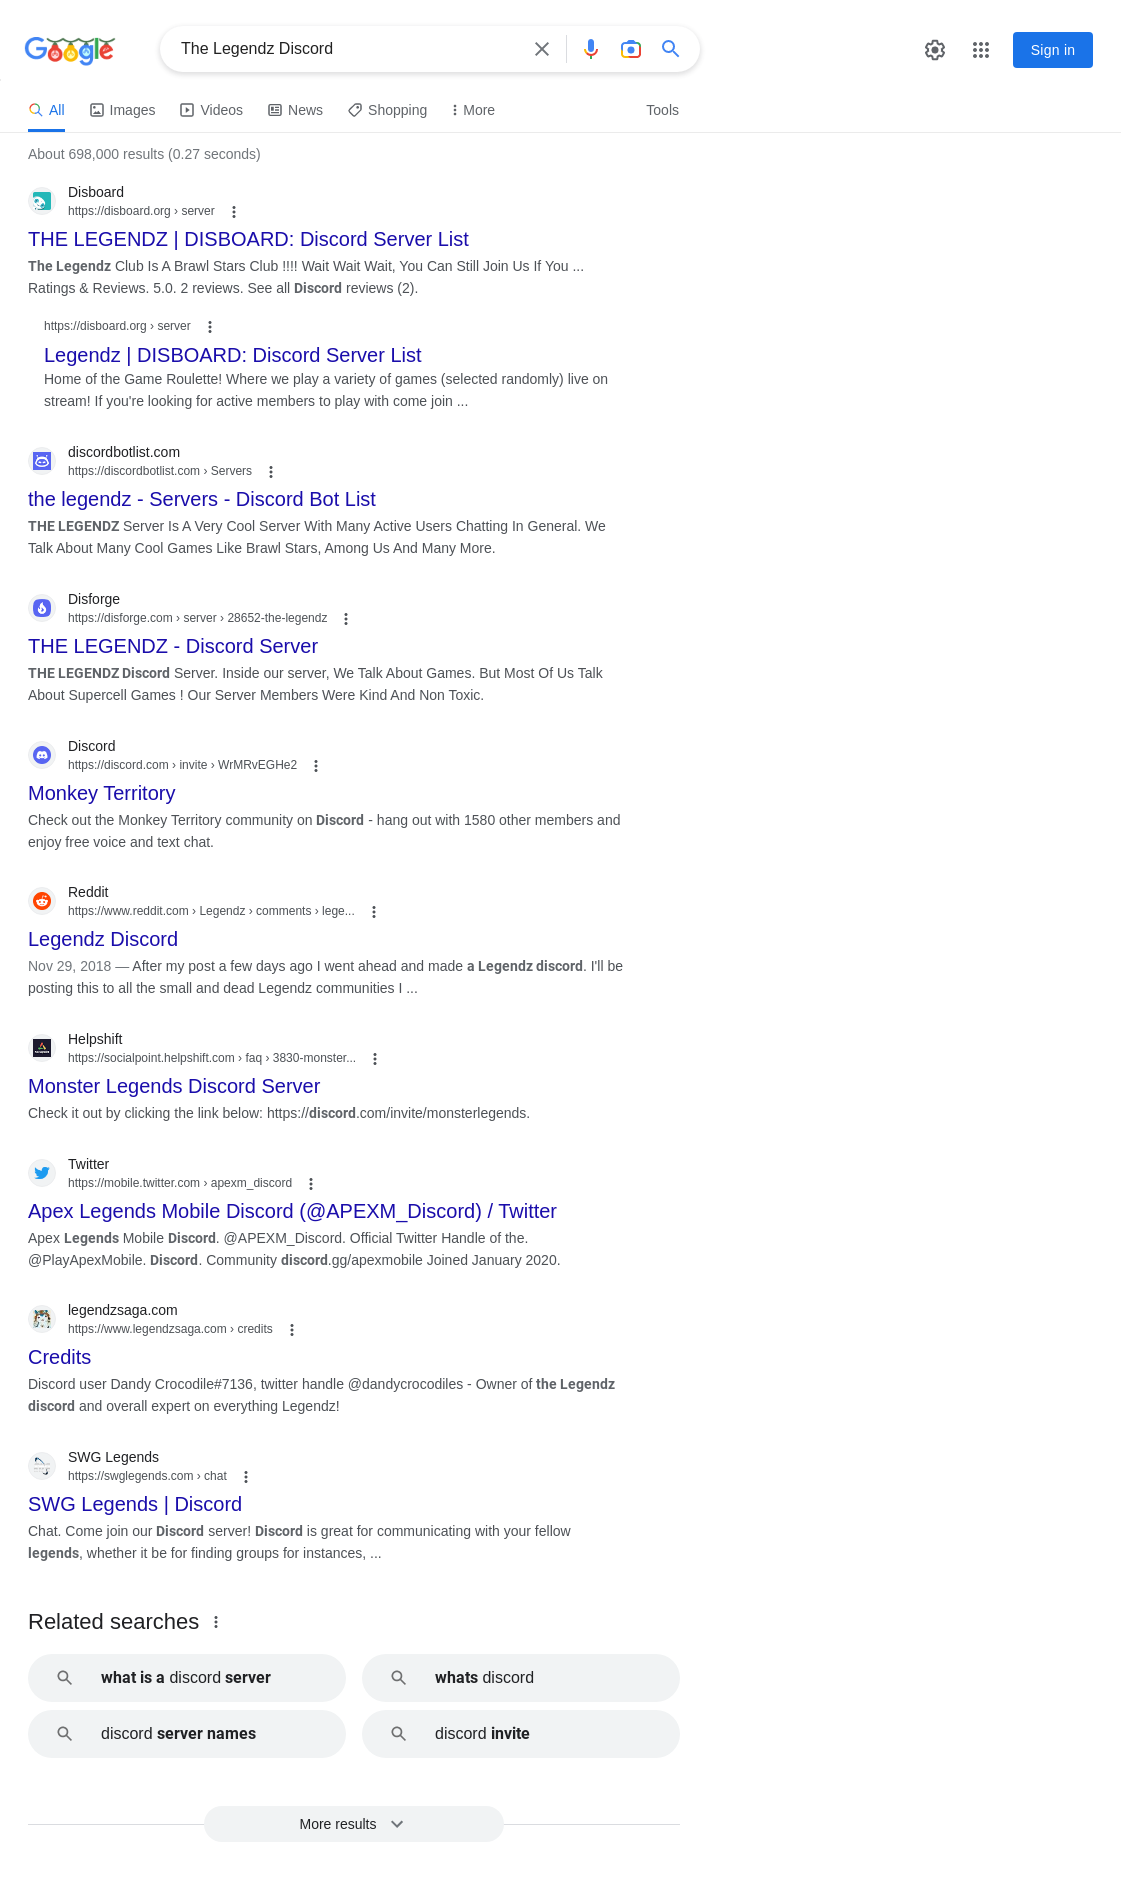 Google
The Legendz Discord
Sign in
All
Images
Videos
News
Shopping
More
Tools
About 698,000 results (0.27 seconds)
Disboard
https://disboard.org › server
THE LEGENDZ | DISBOARD: Discord Server List
The Legendz Club Is A Brawl Stars Club !!!! Wait Wait Wait, You Can Still Join Us If You ...
Ratings & Reviews. 5.0. 2 reviews. See all Discord reviews (2).
https://disboard.org › server
Legendz | DISBOARD: Discord Server List
Home of the Game Roulette! Where we play a variety of games (selected randomly) live on
stream! If you're looking for active members to play with come join ...
discordbotlist.com
https://discordbotlist.com › Servers
the legendz - Servers - Discord Bot List
THE LEGENDZ Server Is A Very Cool Server With Many Active Users Chatting In General. We
Talk About Many Cool Games Like Brawl Stars, Among Us And Many More.
Disforge
https://disforge.com › server › 28652-the-legendz
THE LEGENDZ - Discord Server
THE LEGENDZ Discord Server. Inside our server, We Talk About Games. But Most Of Us Talk
About Supercell Games ! Our Server Members Were Kind And Non Toxic.
Discord
https://discord.com › invite › WrMRvEGHe2
Monkey Territory
Check out the Monkey Territory community on Discord - hang out with 1580 other members and
enjoy free voice and text chat.
Reddit
https://www.reddit.com › Legendz › comments › lege...
Legendz Discord
Nov 29, 2018 — After my post a few days ago I went ahead and made a Legendz discord. I'll be
posting this to all the small and dead Legendz communities I ...
Helpshift
https://socialpoint.helpshift.com › faq › 3830-monster...
Monster Legends Discord Server
Check it out by clicking the link below: https://discord.com/invite/monsterlegends.
Twitter
https://mobile.twitter.com › apexm_discord
Apex Legends Mobile Discord (@APEXM_Discord) / Twitter
Apex Legends Mobile Discord. @APEXM_Discord. Official Twitter Handle of the.
@PlayApexMobile. Discord. Community discord.gg/apexmobile Joined January 2020.
legendzsaga.com
https://www.legendzsaga.com › credits
Credits
Discord user Dandy Crocodile#7136, twitter handle @dandycrocodiles - Owner of the Legendz
discord and overall expert on everything Legendz!
SWG Legends
https://swglegends.com › chat
SWG Legends | Discord
Chat. Come join our Discord server! Discord is great for communicating with your fellow
legends, whether it be for finding groups for instances, ...
Related searches
what is a discord server
whats discord
discord server names
discord invite
More results